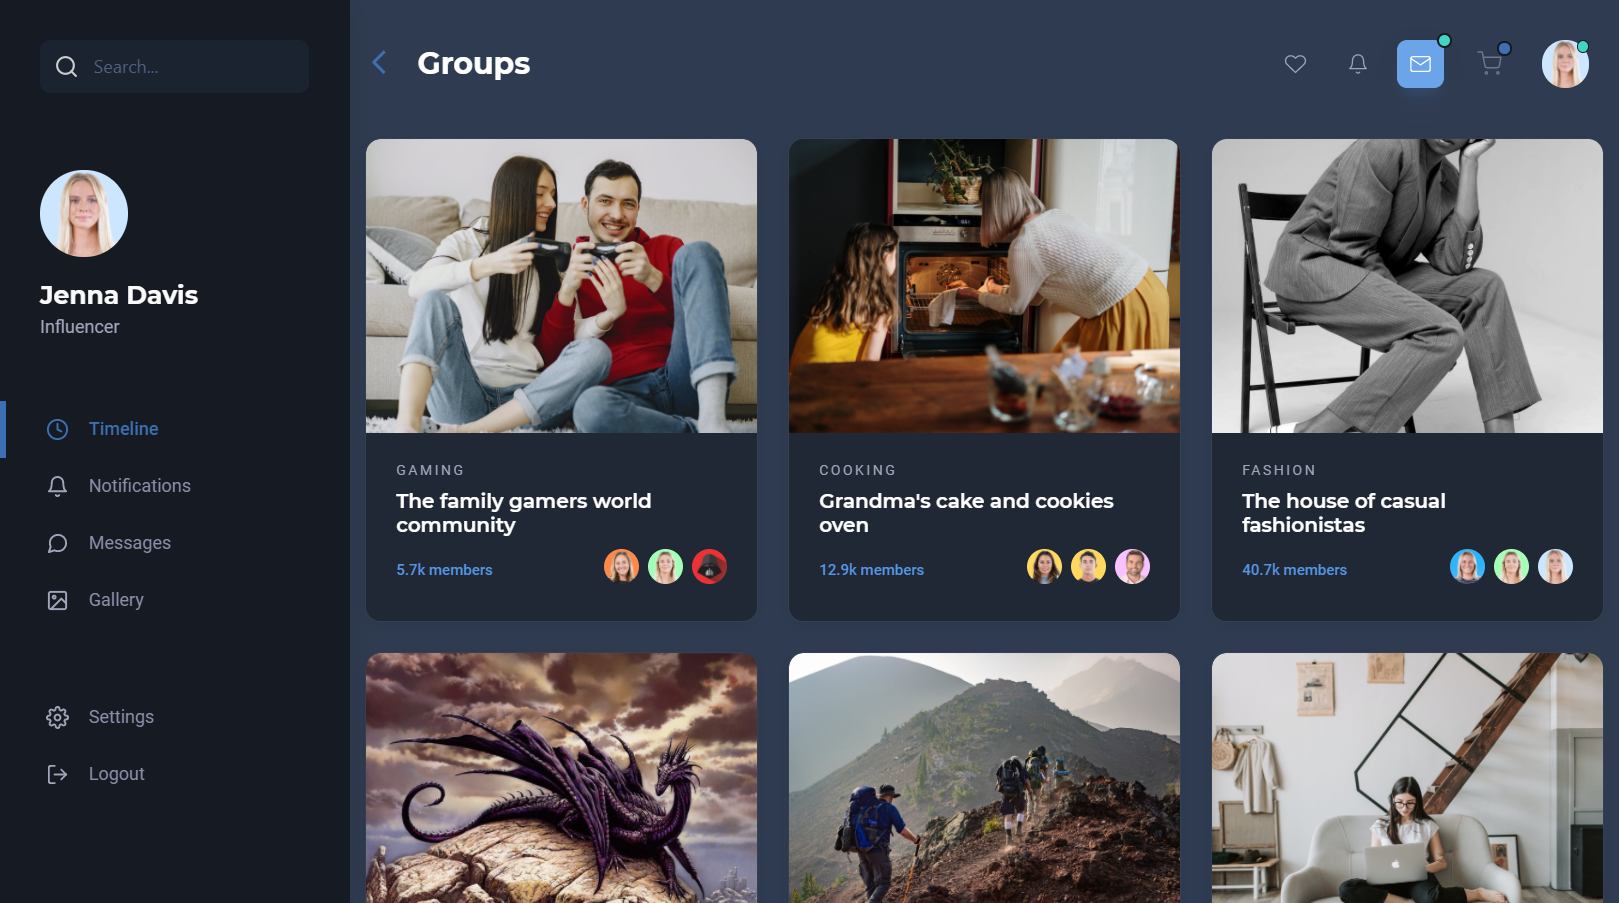 Search...
Groups
Jenna Davis
Influencer
Timeline
Notifications
Messages
Gallery
Settings
Logout
GAMING
The family gamers world
community
5.7k members
COOKING
Grandma's cake and cookies
oven
12.9k members
FASHION
The house of casual
fashionistas
40.7k members